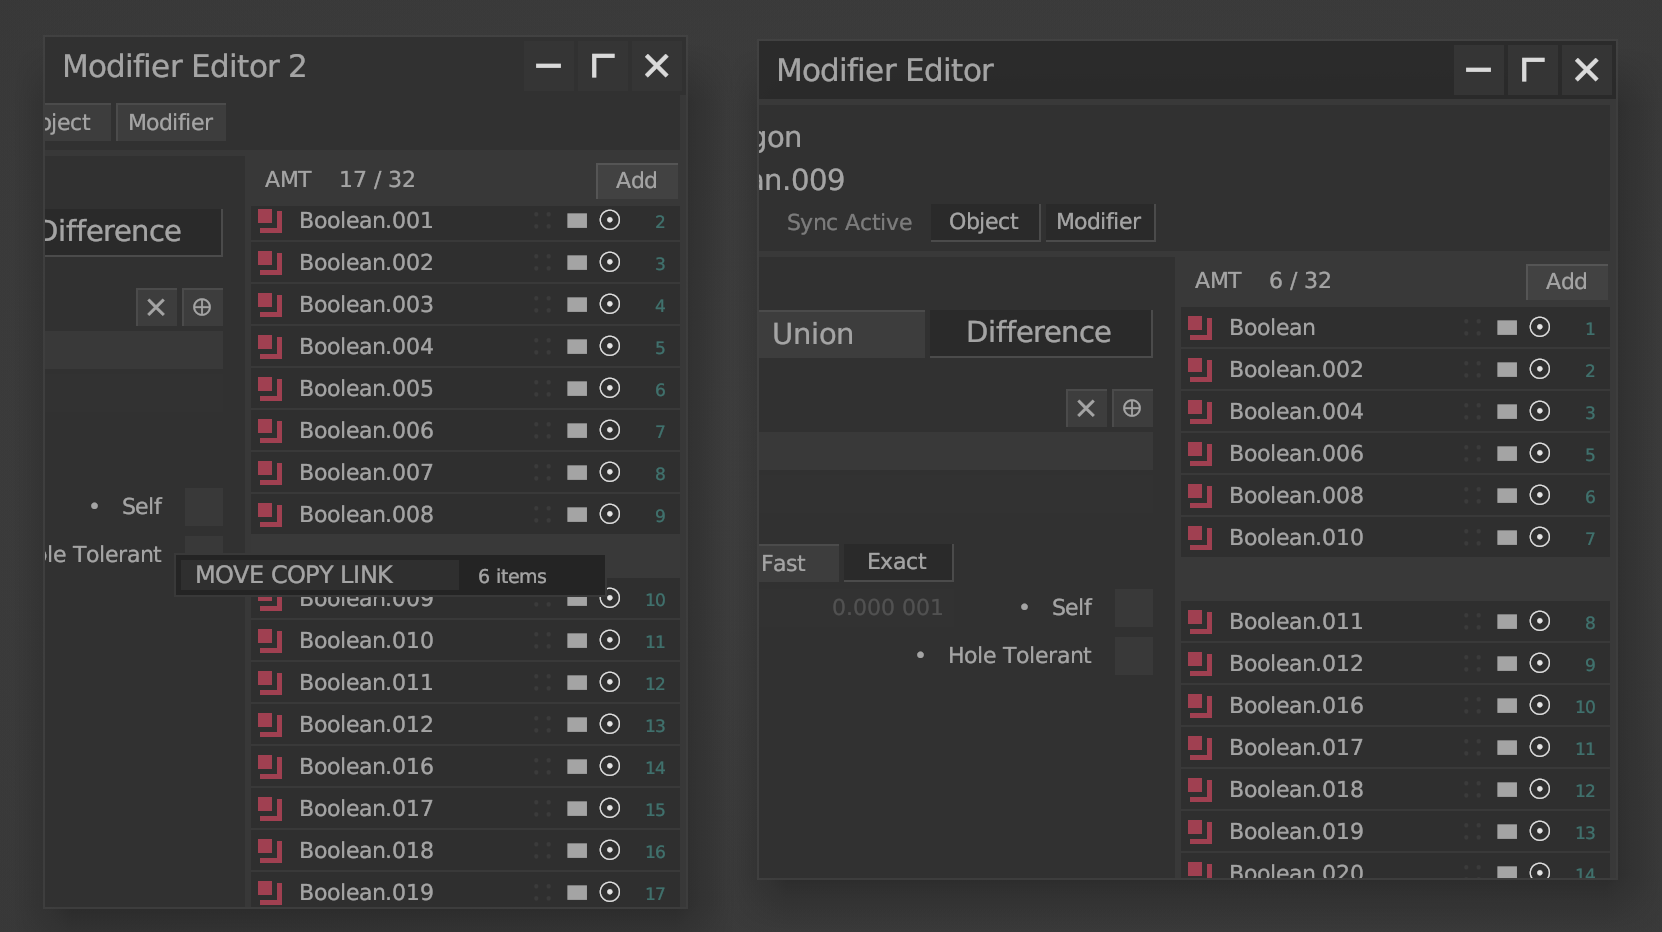 Modifier Editor 2
bject Modifier
AMT 17 / 32 Add
Difference
Boolean.001 2
Boolean.002 3
Boolean.003 4
Boolean.004 5
Boolean.005 6
Boolean.006 7
Boolean.007 8
Boolean.008 9
Self
le Tolerant
MOVE COPY LINK 6 items
Boolean.009 10
Boolean.010 11
Boolean.011 12
Boolean.012 13
Boolean.016 14
Boolean.017 15
Boolean.018 16
Boolean.019 17
Modifier Editor
gon
an.009
Sync Active Object Modifier
AMT 6 / 32 Add
Union Difference
Boolean 1
Boolean.002 2
Boolean.004 3
Boolean.006 5
Boolean.008 6
Boolean.010 7
Fast Exact
0.000 001 Self
Hole Tolerant
Boolean.011 8
Boolean.012 9
Boolean.016 10
Boolean.017 11
Boolean.018 12
Boolean.019 13
Boolean.020 14